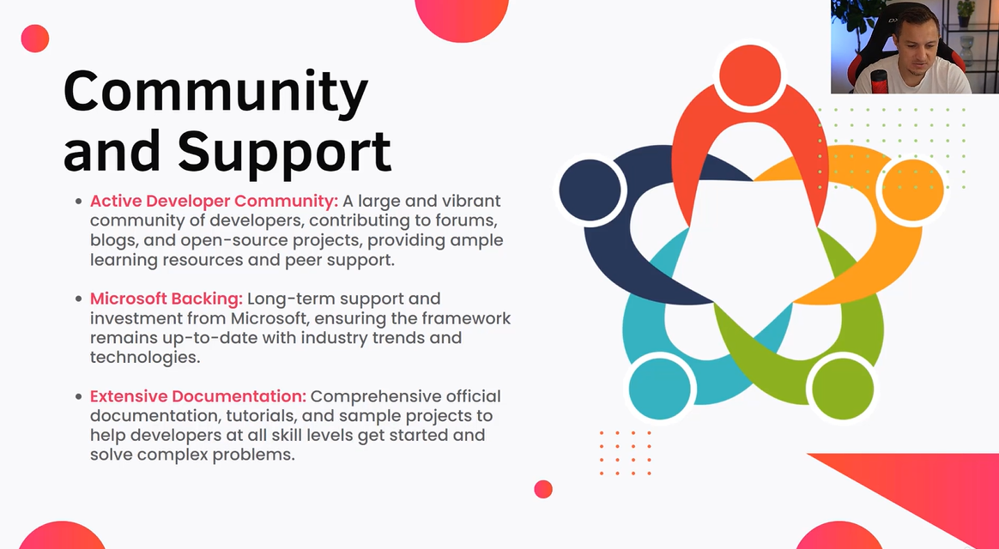 Community
and Support
• Active Developer Community: A large and vibrant
community of developers, contributing to forums,
blogs, and open-source projects, providing ample
learning resources and peer support.
• Microsoft Backing: Long-term support and
investment from Microsoft, ensuring the framework
remains up-to-date with industry trends and
technologies.
• Extensive Documentation: Comprehensive official
documentation, tutorials, and sample projects to
help developers at all skill levels get started and
solve complex problems.